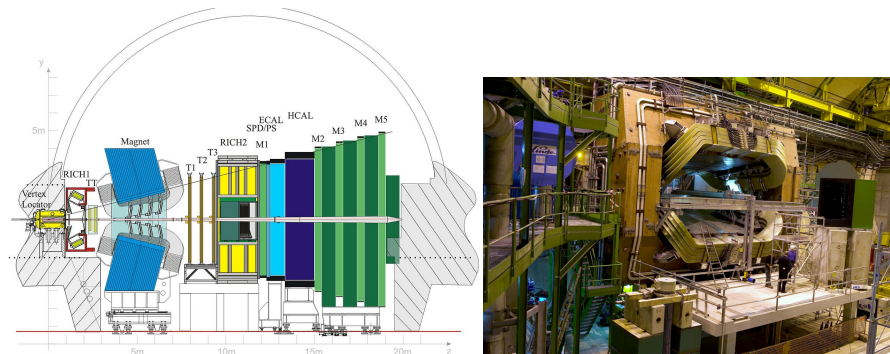 y
5m
Magnet
RICH1
TT
Vertex
Locator
T1
T2
T3
RICH2
SPD/PS
ECAL
HCAL
M1
M2
M3
M4
M5
5m
10m
15m
20m
z
Linde